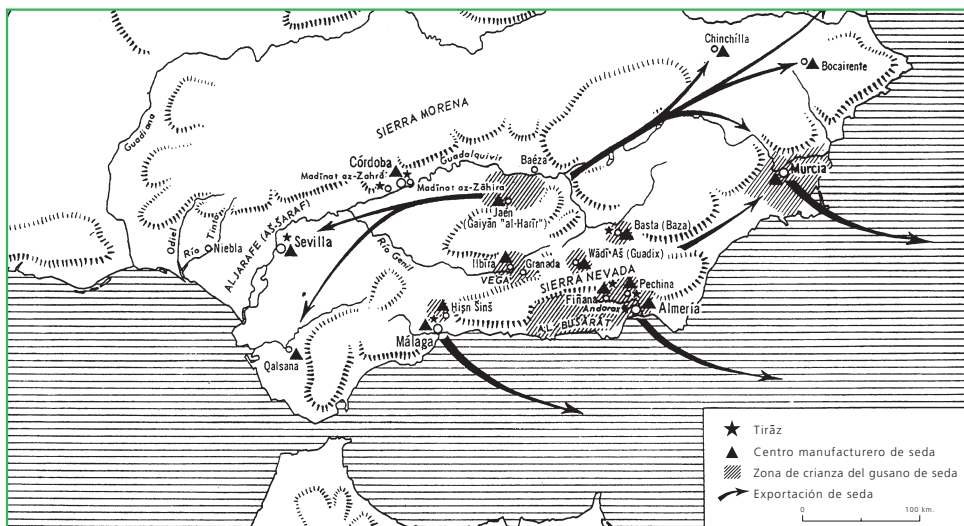 Chinchilla
Bocairente
Guadiana
SIERRA MORENA
Córdoba
Guadalquivir
Baéza
Madīnat az-Zahrā
Madīnat az-Zāhira
Murcia
Jaén
(Gaiyān "al-Harīr")
Basta (Baza)
ALJARAFE (AŠ-ŠARAF)
Odiel
Río Tinto
Niebla
Sevilla
Río Genil
Ilbira
Granada
VEGA
Wādī Aš (Guadix)
SIERRA NEVADA
Pechina
Fiñana
Andarax
Almería
AL BUŠARAT
Hiṣn Šinš
Málaga
Qalsana
Tirāz
Centro manufacturero de seda
Zona de crianza del gusano de seda
Exportación de seda
0 100 km.